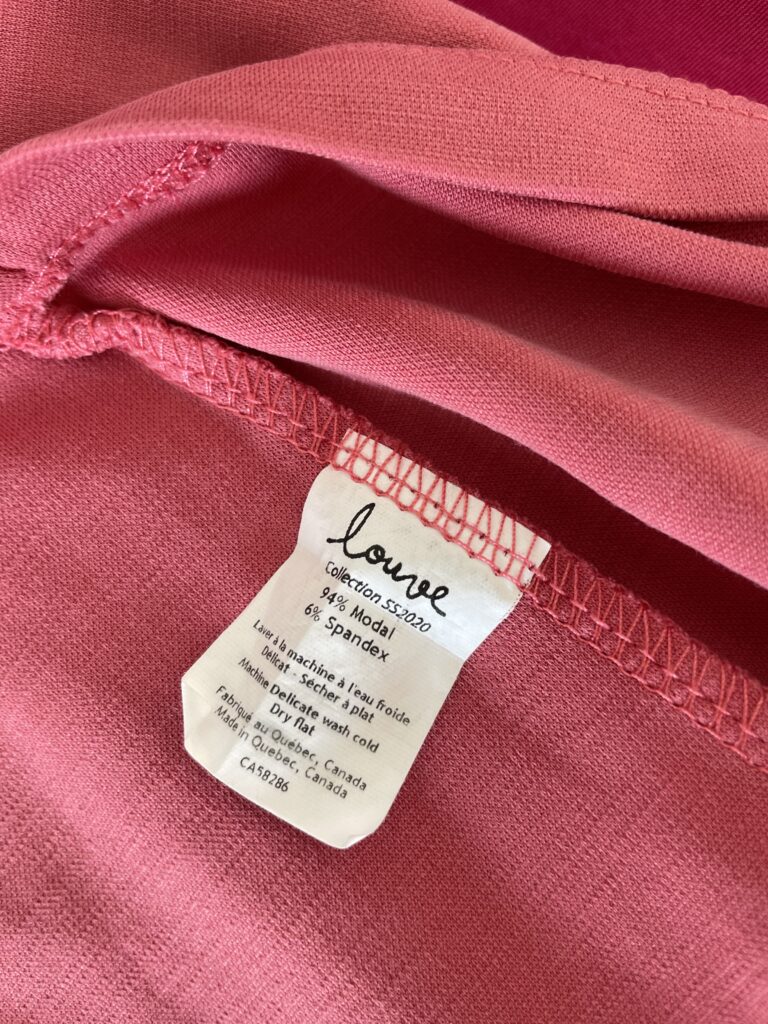 louve
Collection SS2020
94% Modal
6% Spandex
Laver à la machine à l'eau froide
Délicat - Sécher à plat
Machine Delicate wash cold
Dry flat
Fabriqué au Québec, Canada
Made in Quebec, Canada
CA58286